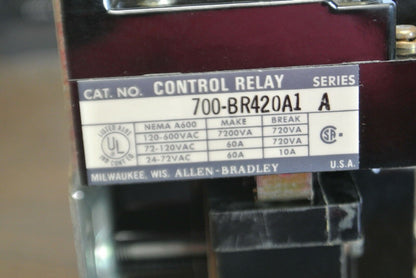 CAT. NO. CONTROL RELAY SERIES
700-BR420A1 A
NEMA A600 MAKE BREAK
120-600VAC 7200VA 720VA
72-120VAC 60A 720VA
24-72VAC 60A 10A
UL
MILWAUKEE, WIS. ALLEN-BRADLEY U.S.A.